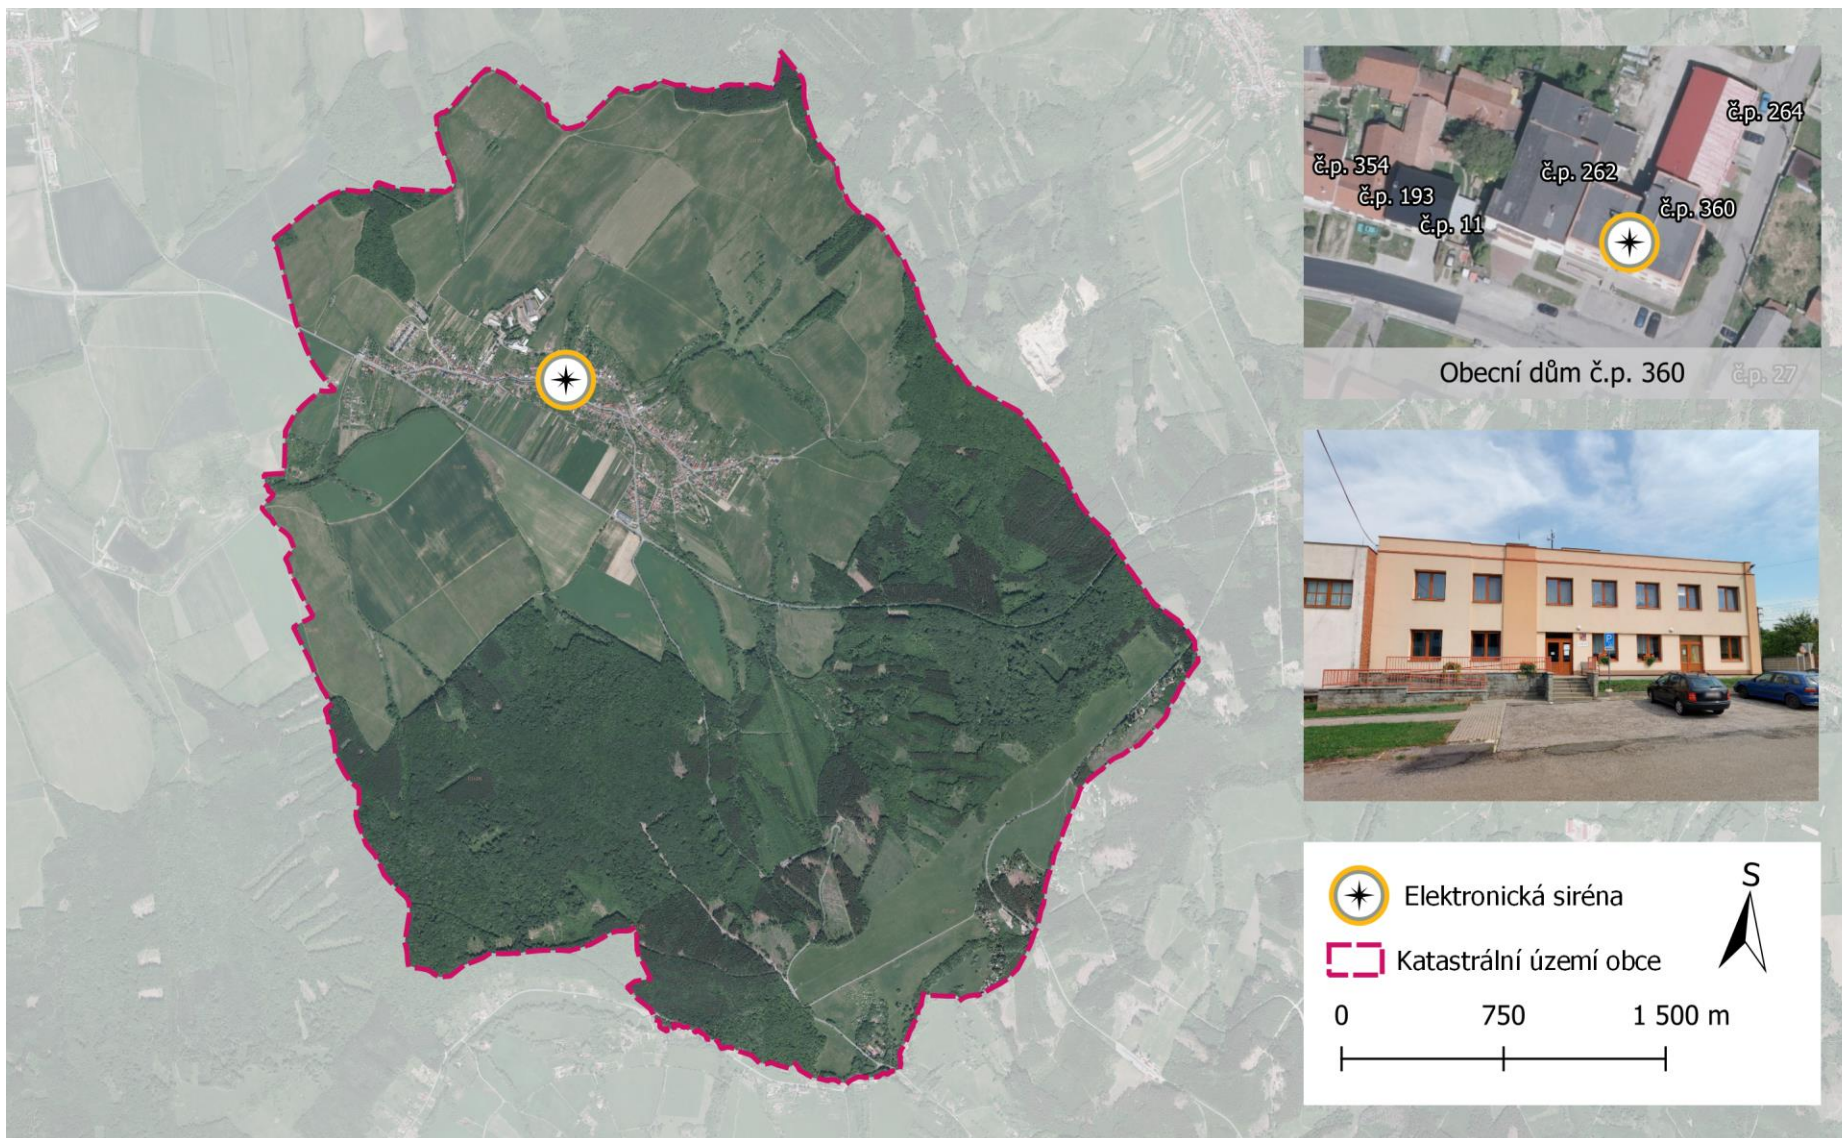 č.p. 264
č.p. 354
č.p. 262
č.p. 193
č.p. 360
č.p. 11
Obecní dům č.p. 360
č.p. 27
P
Elektronická siréna
S
Katastrální území obce
0 750 1 500 m